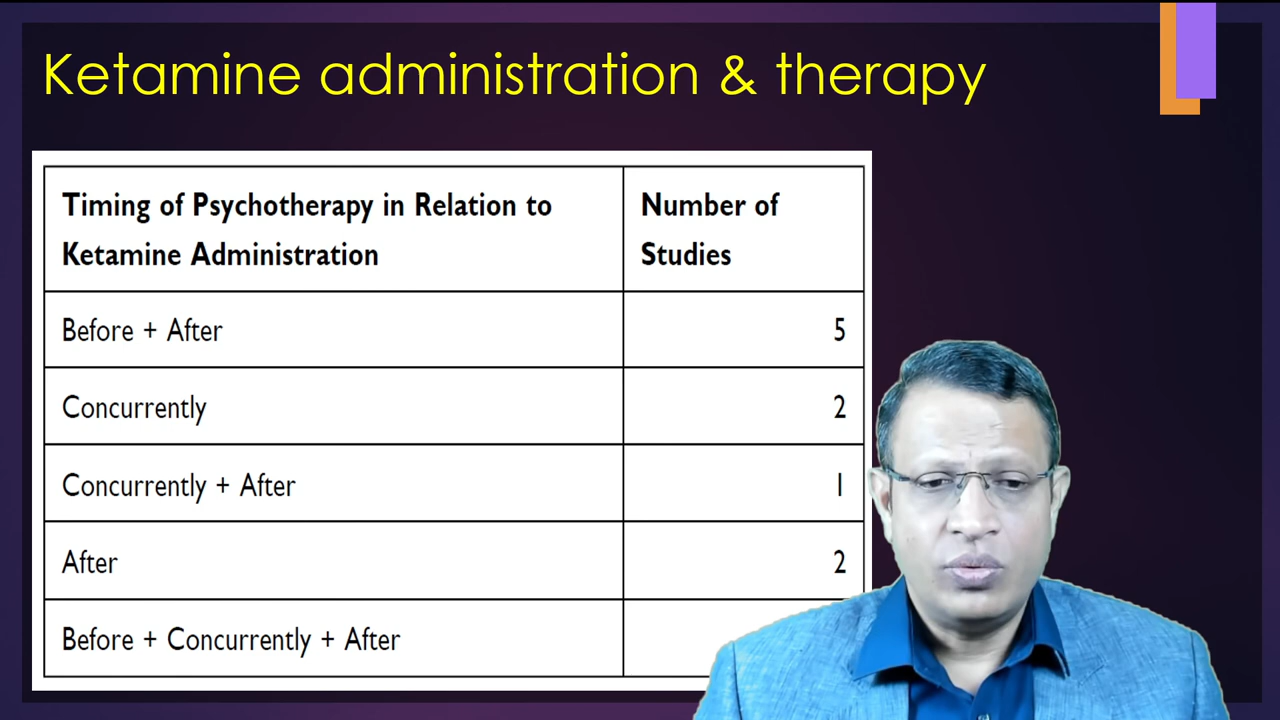 Ketamine administration & therapy
Timing of Psychotherapy in Relation to
Ketamine Administration
Number of
Studies
Before + After
5
Concurrently
2
Concurrently + After
1
After
2
Before + Concurrently + After